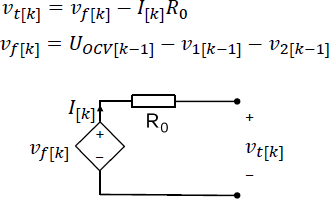 v_{t[k]} = v_{f[k]} − I_{[k]}R_0
v_{f[k]} = U_{OCV[k−1]} − v_{1[k−1]} − v_{2[k−1]}
I_{[k]}
R_0
+
+
v_{f[k]}
v_{t[k]}
−
−